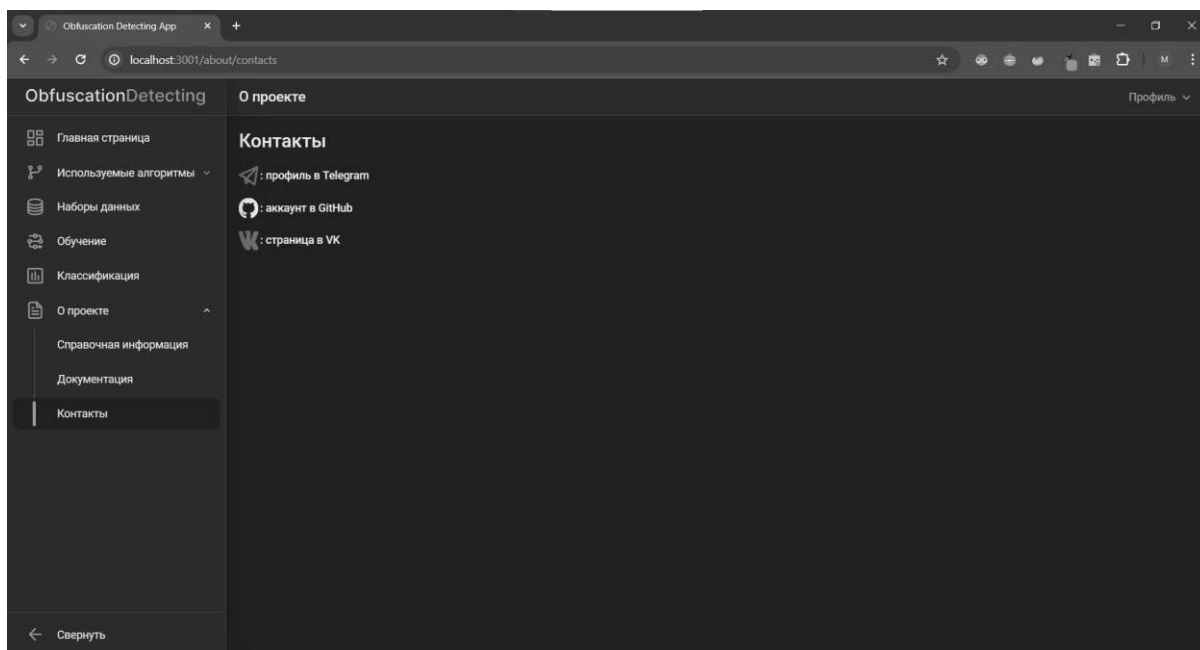 Obfuscation Detecting App
localhost:3001/about/contacts
M
ObfuscationDetecting
О проекте
Профиль
Главная страница
Используемые алгоритмы
Наборы данных
Обучение
Классификация
О проекте
Справочная информация
Документация
Контакты
Свернуть
Контакты
: профиль в Telegram
: аккаунт в GitHub
: страница в VK